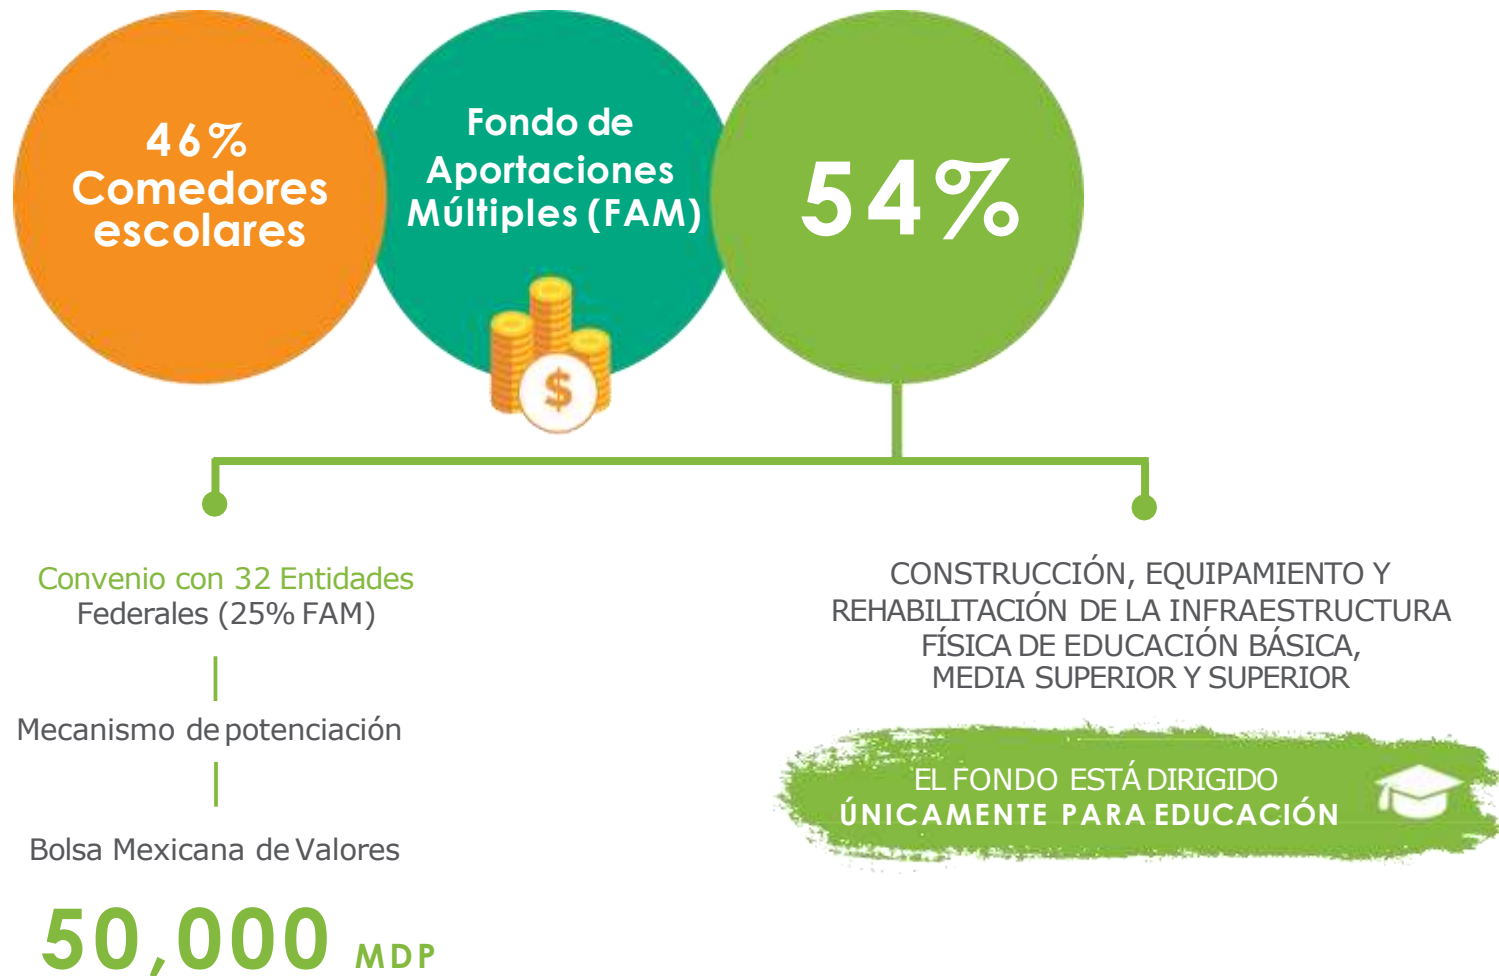 46%
Comedores
escolares
Fondo de
Aportaciones
Múltiples (FAM)
$
54%
Convenio con 32 Entidades
Federales (25% FAM)
Mecanismo de potenciación
Bolsa Mexicana de Valores
50,000 MDP
CONSTRUCCIÓN, EQUIPAMIENTO Y
REHABILITACIÓN DE LA INFRAESTRUCTURA
FÍSICA DE EDUCACIÓN BÁSICA,
MEDIA SUPERIOR Y SUPERIOR
EL FONDO ESTÁ DIRIGIDO
ÚNICAMENTE PARA EDUCACIÓN